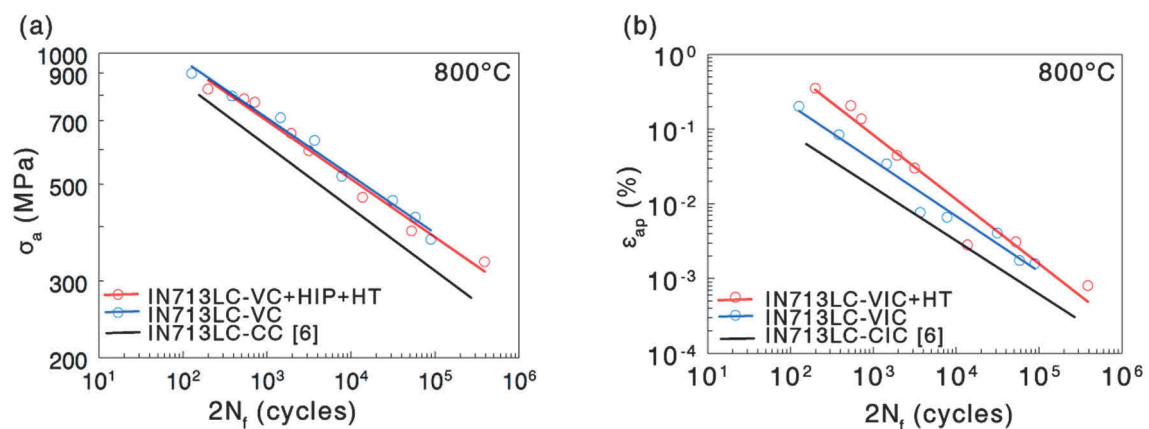 (a)
1000
900
700
500
300
200
σa (MPa)
800°C
IN713LC-VC+HIP+HT
IN713LC-VC
IN713LC-CC [6]
10¹ 10² 10³ 10⁴ 10⁵ 10⁶
2Nf (cycles)
(b)
10⁰
10⁻¹
10⁻²
10⁻³
10⁻⁴
εap (%)
800°C
IN713LC-VIC+HT
IN713LC-VIC
IN713LC-CIC [6]
10¹ 10² 10³ 10⁴ 10⁵ 10⁶
2Nf (cycles)